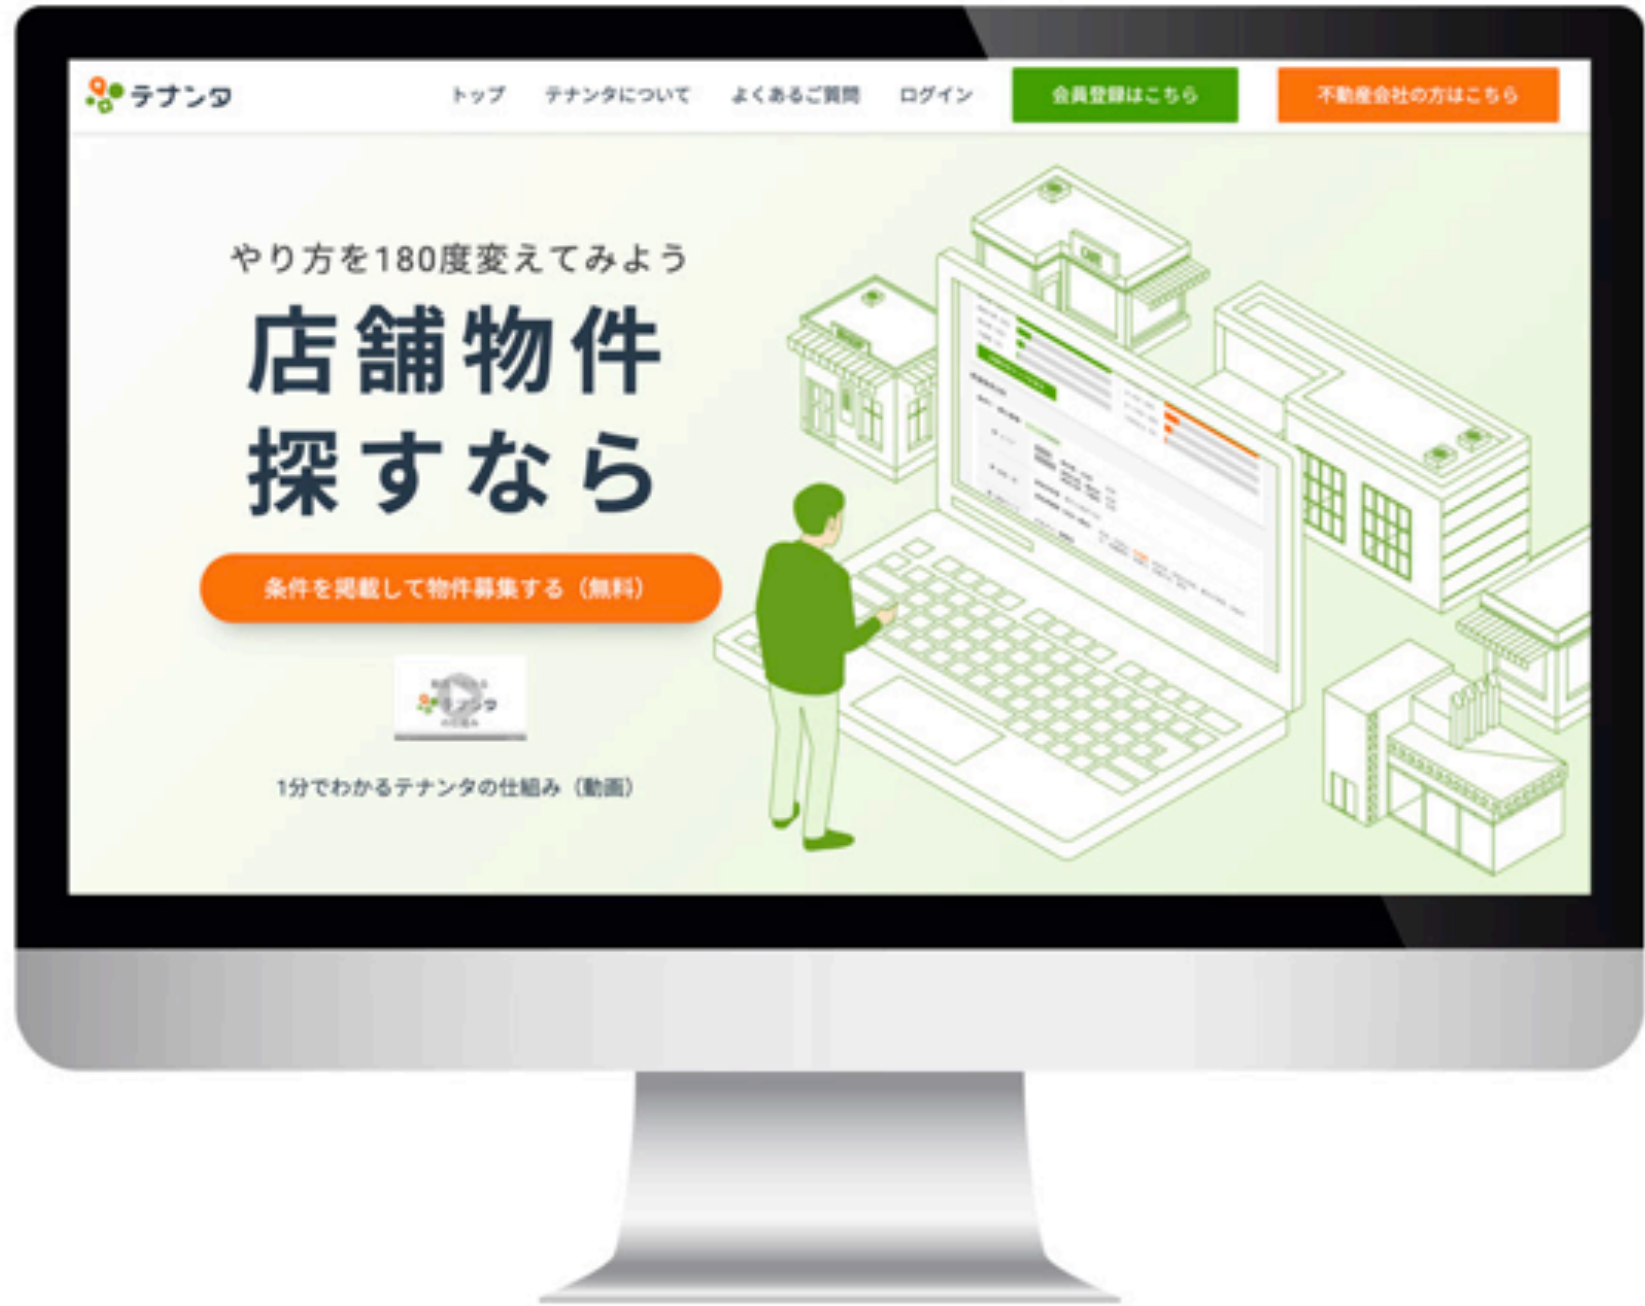 テナンタ
トップ
テナンタについて
よくあるご質問
ログイン
会員登録はこちら
不動産会社の方はこちら
やり方を180度変えてみよう
店舗物件
探すなら
条件を掲載して物件募集する（無料）
テナンタ
1分でわかるテナンタの仕組み（動画）